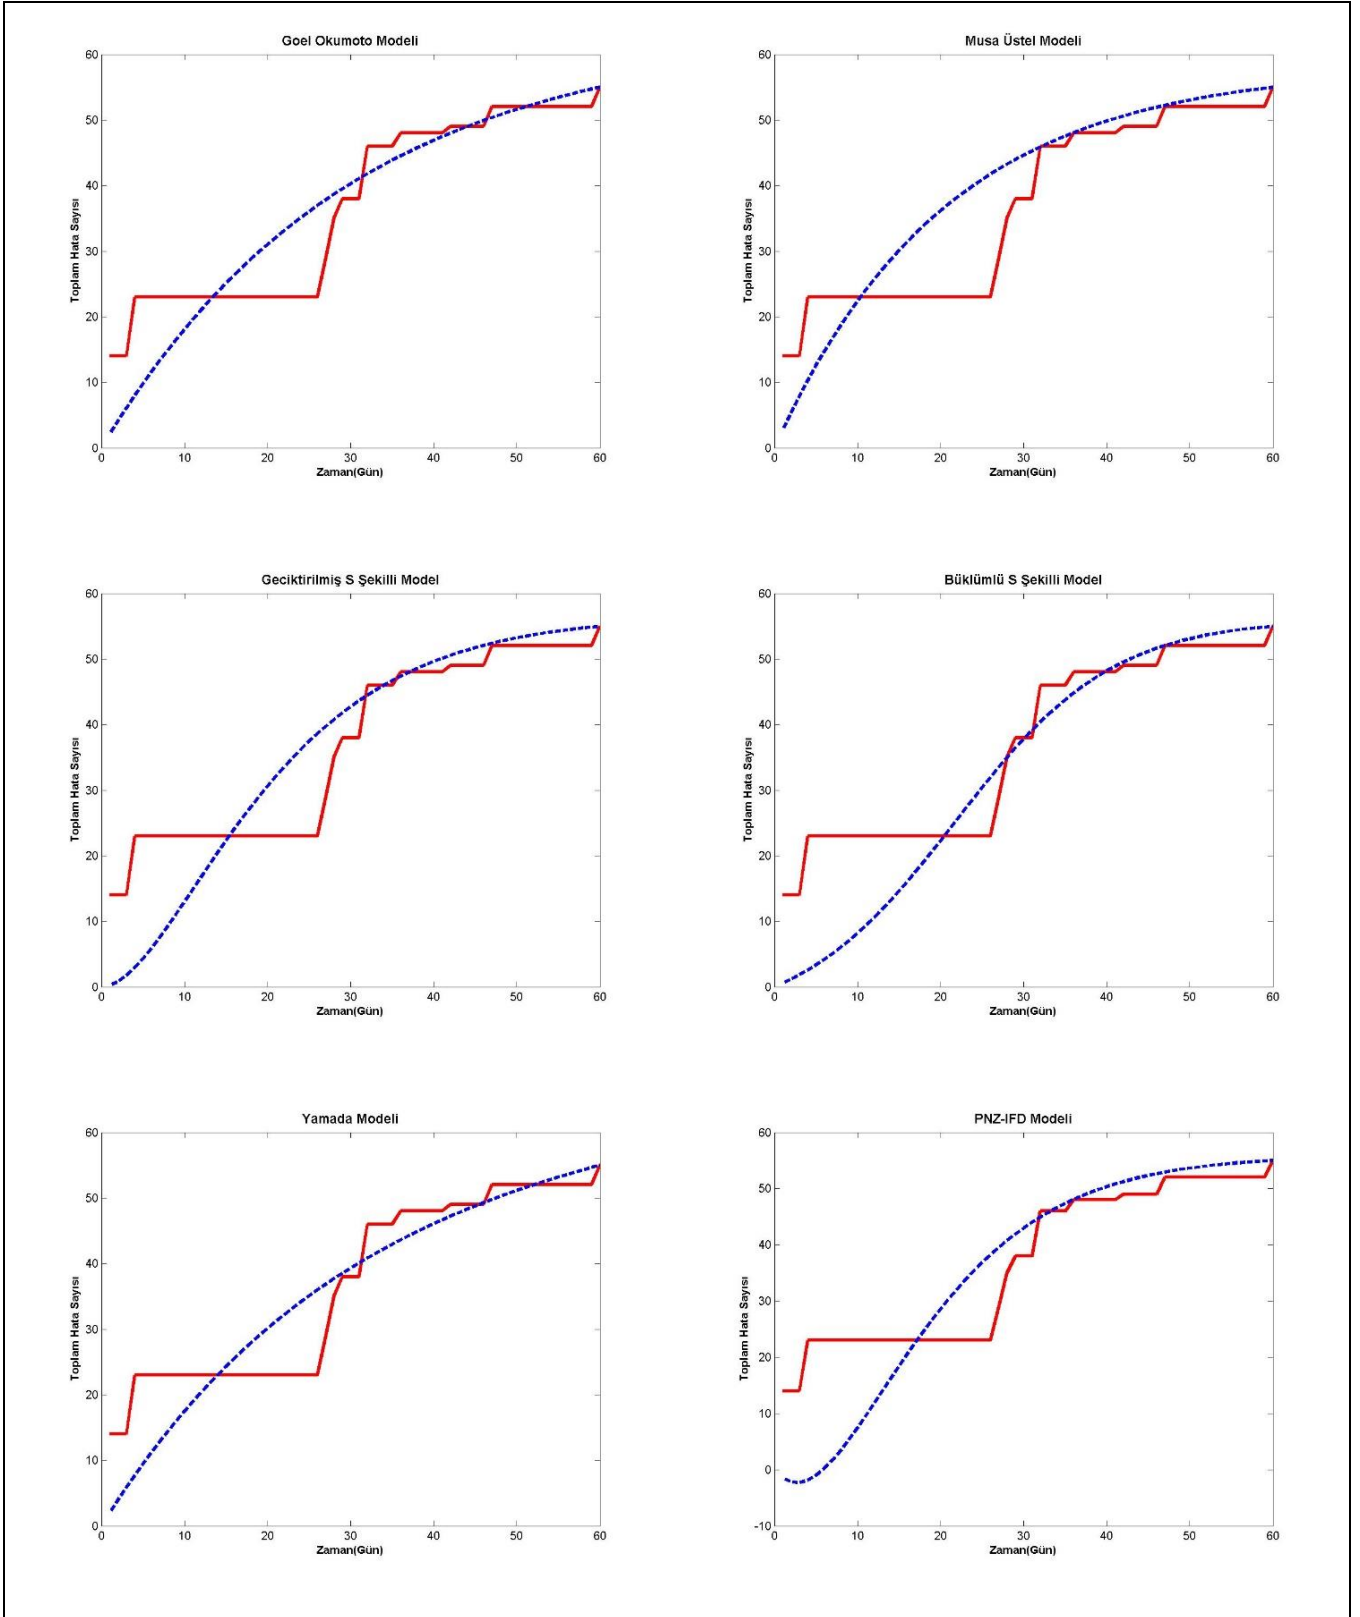 Goel Okumoto Modeli
60
50
40
30
20
10
0
Toplam Hata Sayısı
0 10 20 30 40 50 60
Zaman(Gün)
Musa Üstel Modeli
60
50
40
30
20
10
0
Toplam Hata Sayısı
0 10 20 30 40 50 60
Zaman(Gün)
Geciktirilmiş S Şekilli Model
60
50
40
30
20
10
0
Toplam Hata Sayısı
0 10 20 30 40 50 60
Zaman(Gün)
Büklümlü S Şekilli Model
60
50
40
30
20
10
0
Toplam Hata Sayısı
0 10 20 30 40 50 60
Zaman(Gün)
Yamada Modeli
60
50
40
30
20
10
0
Toplam Hata Sayısı
0 10 20 30 40 50 60
Zaman(Gün)
PNZ-IFD Modeli
60
50
40
30
20
10
0
-10
Toplam Hata Sayısı
0 10 20 30 40 50 60
Zaman(Gün)